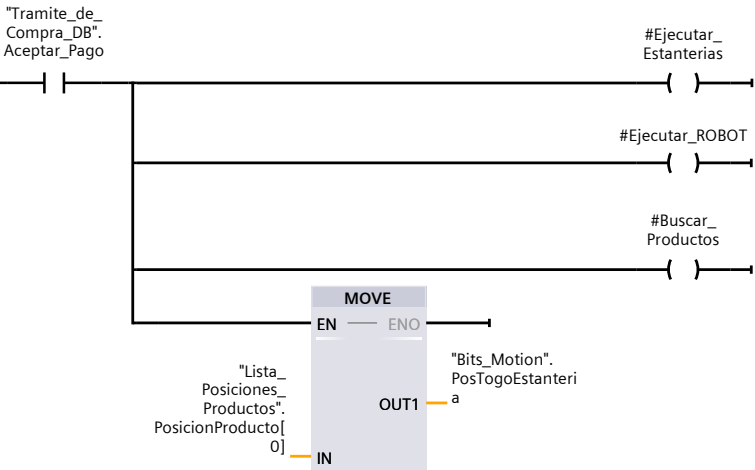 "Tramite_de_
Compra_DB".
Aceptar_Pago
#Ejecutar_
Estanterias
#Ejecutar_ROBOT
#Buscar_
Productos
MOVE
EN
ENO
"Lista_
Posiciones_
Productos".
PosicionProducto[
0]
IN
OUT1
"Bits_Motion".
PosTogoEstanteri
a